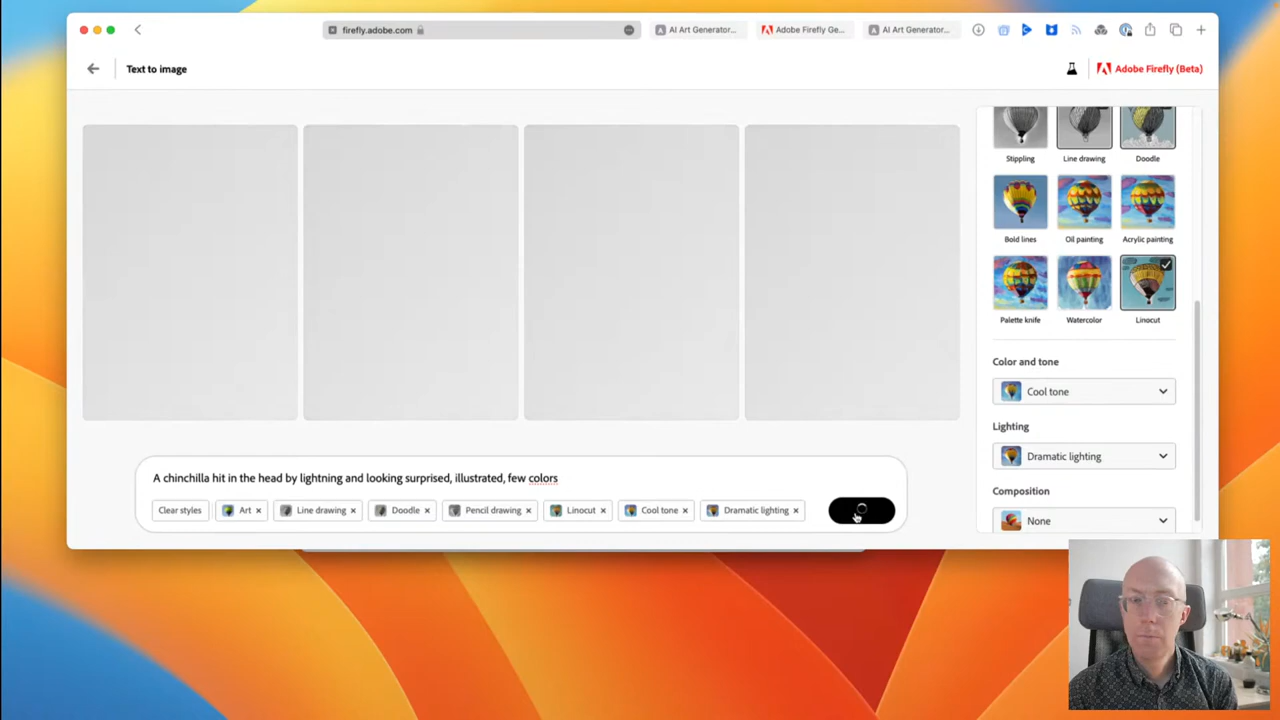 firefly.adobe.com
AI Art Generator...
Adobe Firefly Ge...
AI Art Generator...
Text to image
Adobe Firefly (Beta)
Stippling
Line drawing
Doodle
Bold lines
Oil painting
Acrylic painting
Palette knife
Watercolor
Linocut
Color and tone
Cool tone
Lighting
Dramatic lighting
Composition
None
A chinchilla hit in the head by lightning and looking surprised, illustrated, few colors
Clear styles
Art
Line drawing
Doodle
Pencil drawing
Linocut
Cool tone
Dramatic lighting